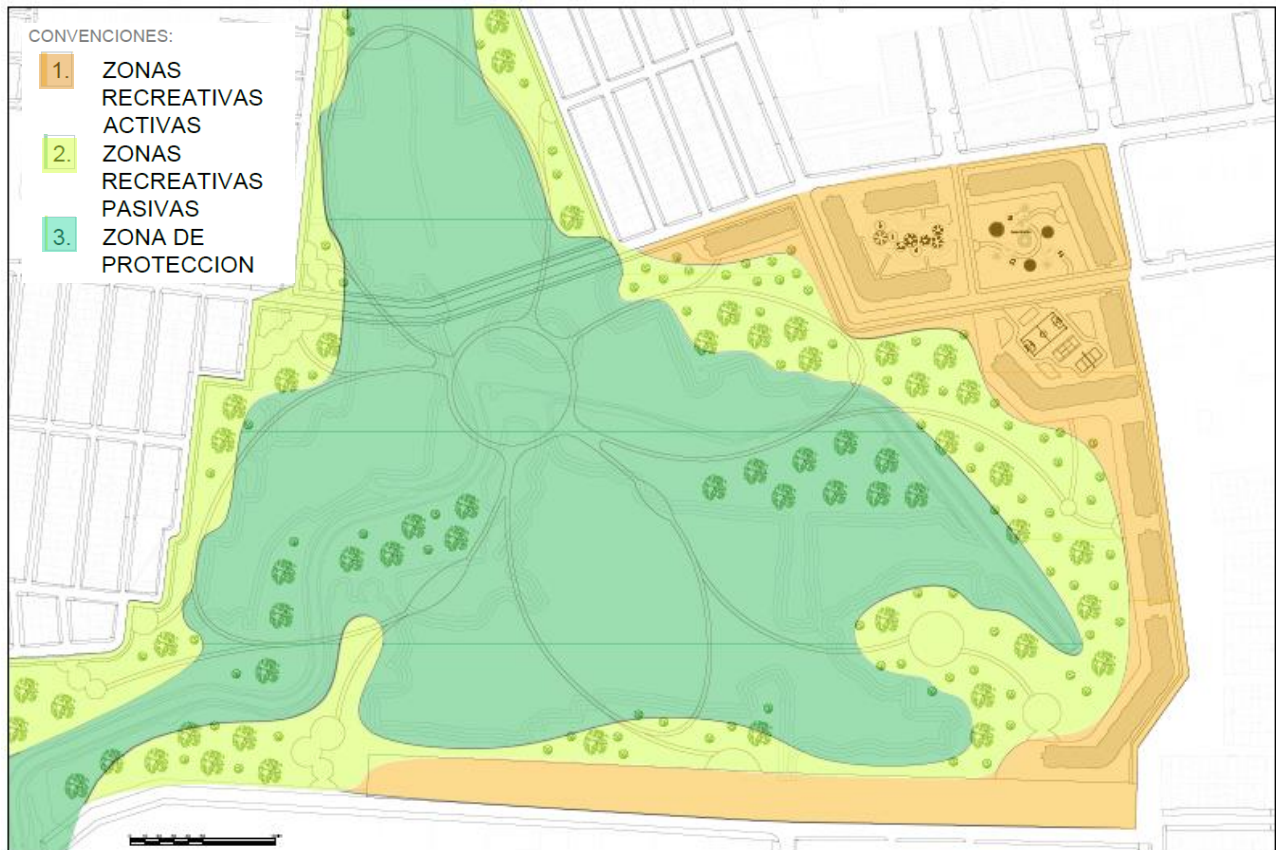 CONVENCIONES:
1. ZONAS
RECREATIVAS
ACTIVAS
2. ZONAS
RECREATIVAS
PASIVAS
3. ZONA DE
PROTECCION